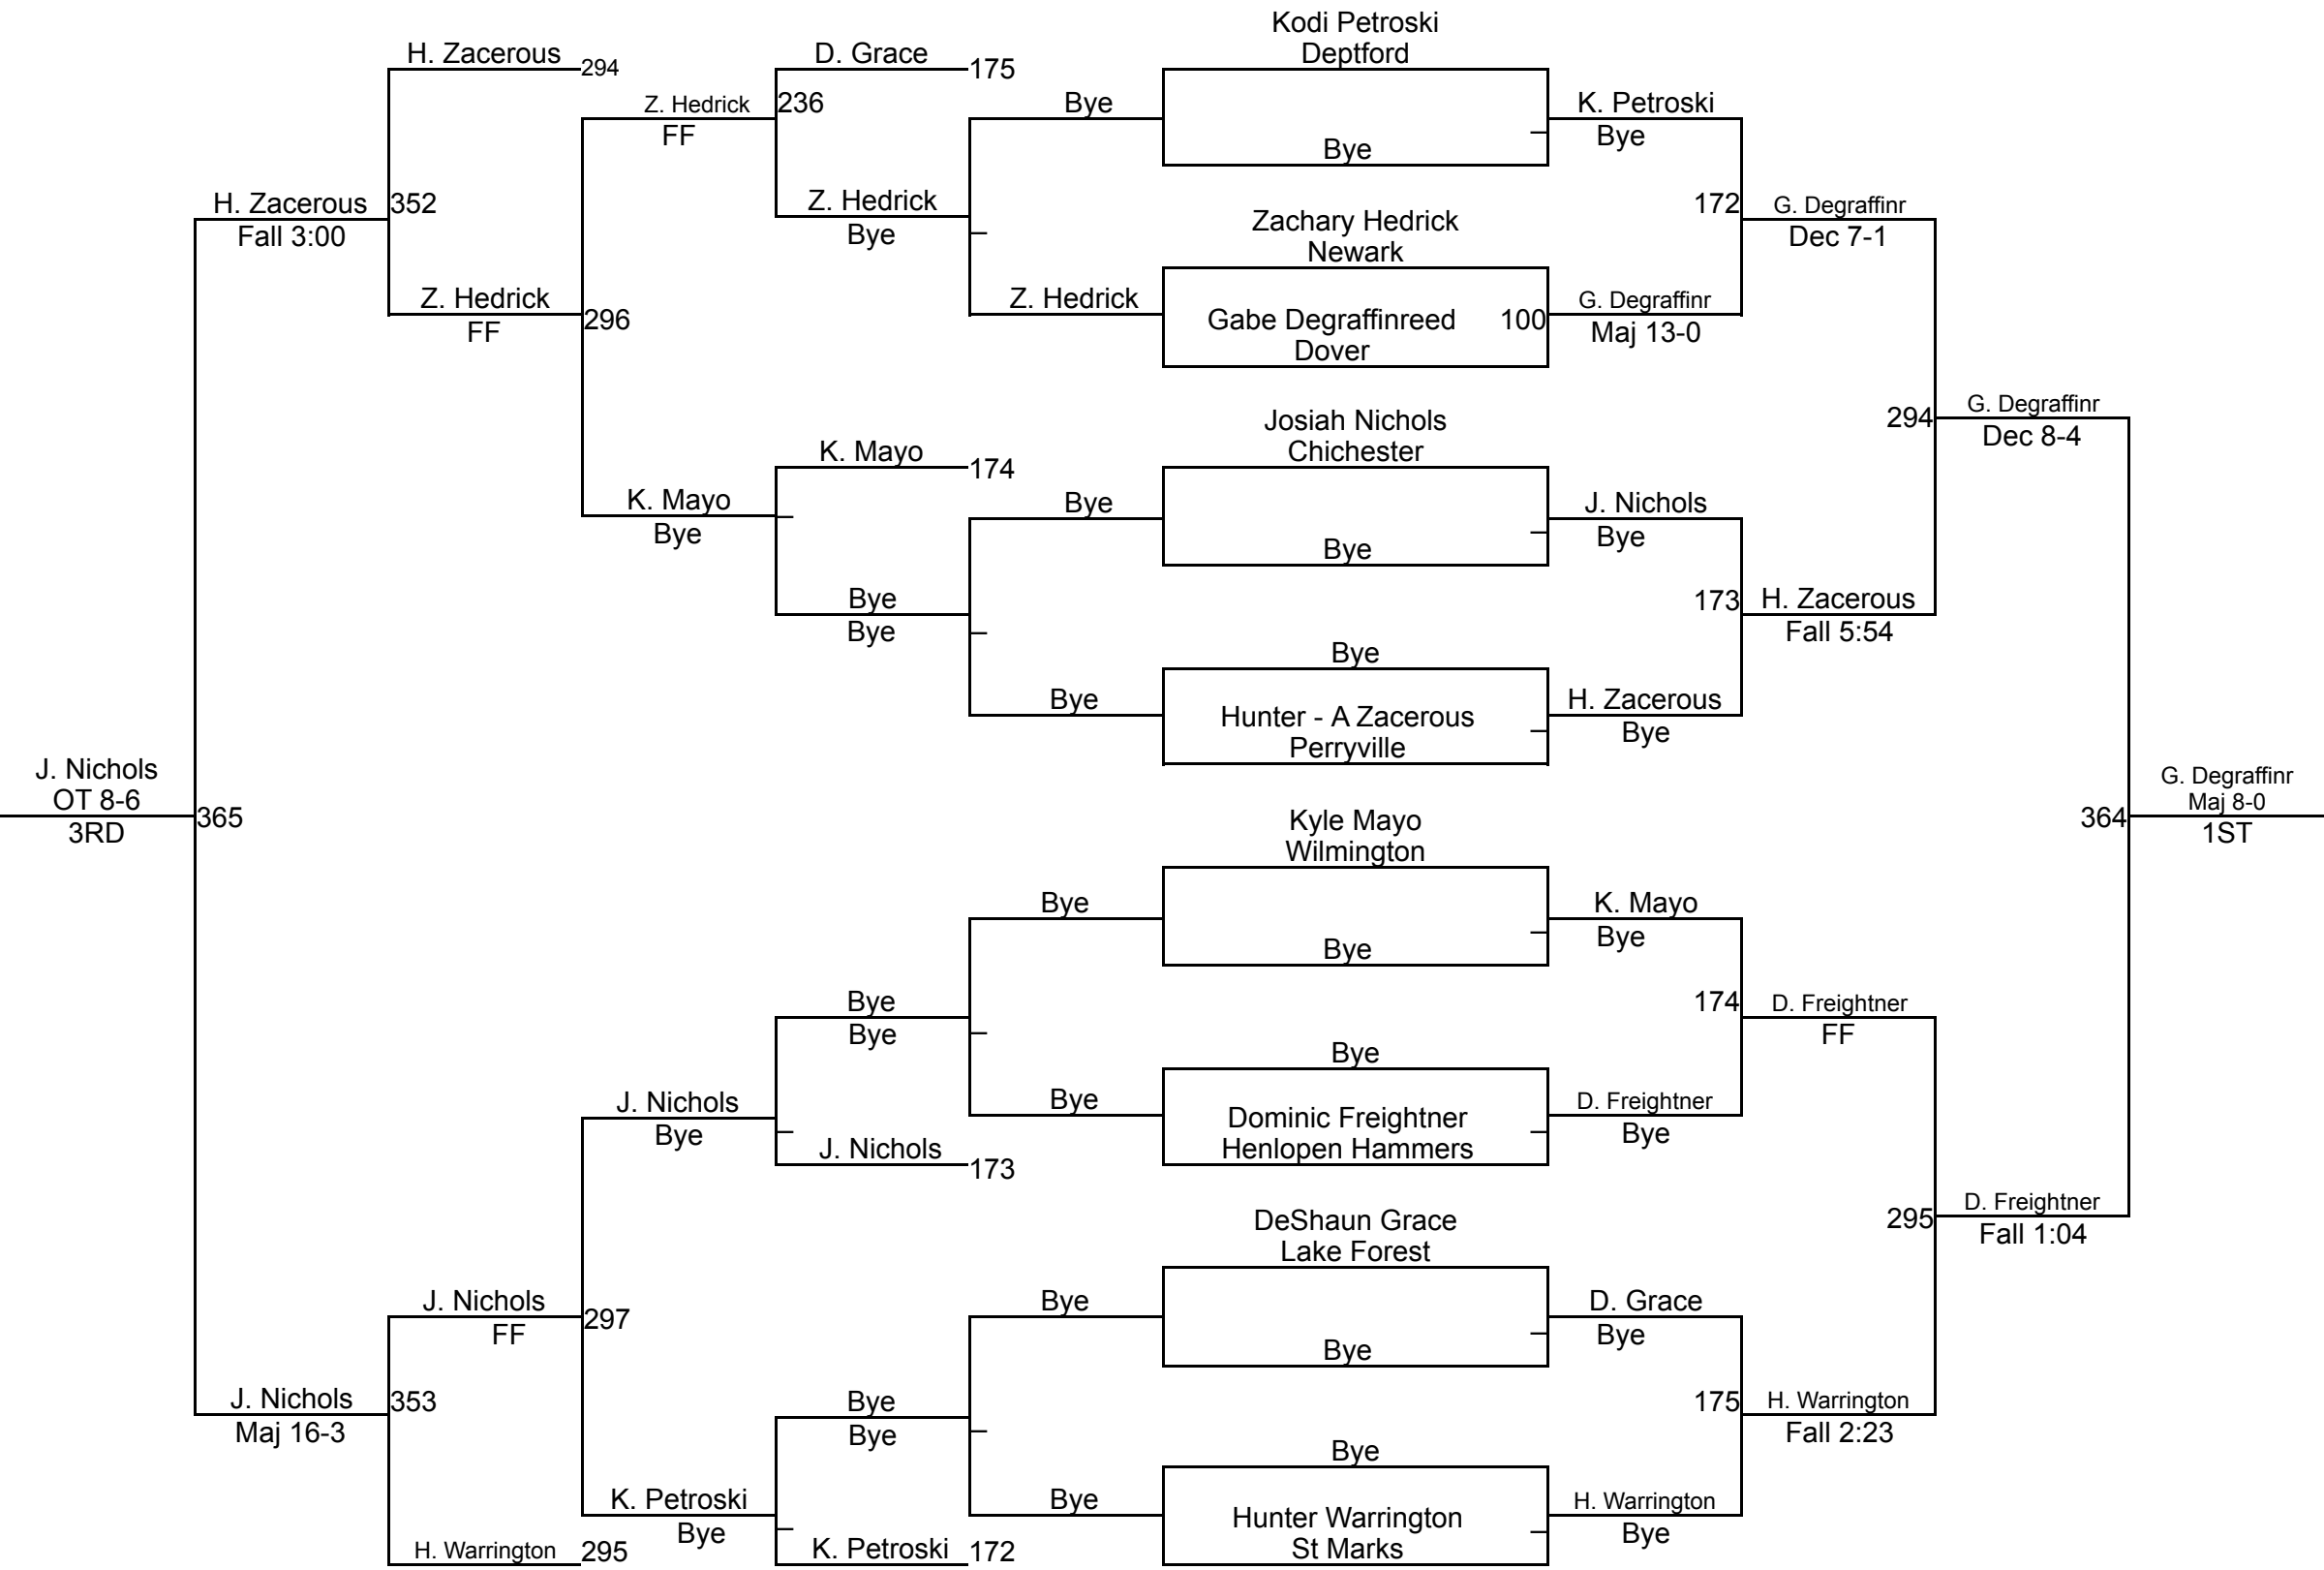 Kodi Petroski
Deptford
H. Zacerous
294
D. Grace
175
Z. Hedrick
236
FF
Bye
K. Petroski
Bye
Bye
H. Zacerous
352
Fall 3:00
Z. Hedrick
Bye
Zachary Hedrick
Newark
172
G. Degraffinr
Dec 7-1
Z. Hedrick
FF
296
Z. Hedrick
Gabe Degraffinreed
Dover
100
G. Degraffinr
Maj 13-0
Josiah Nichols
Chichester
294
G. Degraffinr
Dec 8-4
K. Mayo
174
K. Mayo
Bye
Bye
J. Nichols
Bye
Bye
Bye
Bye
173
H. Zacerous
Fall 5:54
Bye
Bye
Hunter - A Zacerous
Perryville
H. Zacerous
Bye
J. Nichols
OT 8-6
3RD
365
Kyle Mayo
Wilmington
364
G. Degraffinr
Maj 8-0
1ST
Bye
K. Mayo
Bye
Bye
Bye
Bye
174
D. Freightner
FF
Bye
J. Nichols
Bye
Bye
Dominic Freightner
Henlopen Hammers
D. Freightner
Bye
J. Nichols
173
DeShaun Grace
Lake Forest
295
D. Freightner
Fall 1:04
J. Nichols
FF
297
Bye
D. Grace
Bye
Bye
J. Nichols
Maj 16-3
353
Bye
Bye
175
H. Warrington
Fall 2:23
Bye
K. Petroski
Bye
Bye
Hunter Warrington
St Marks
H. Warrington
Bye
H. Warrington
295
K. Petroski
172